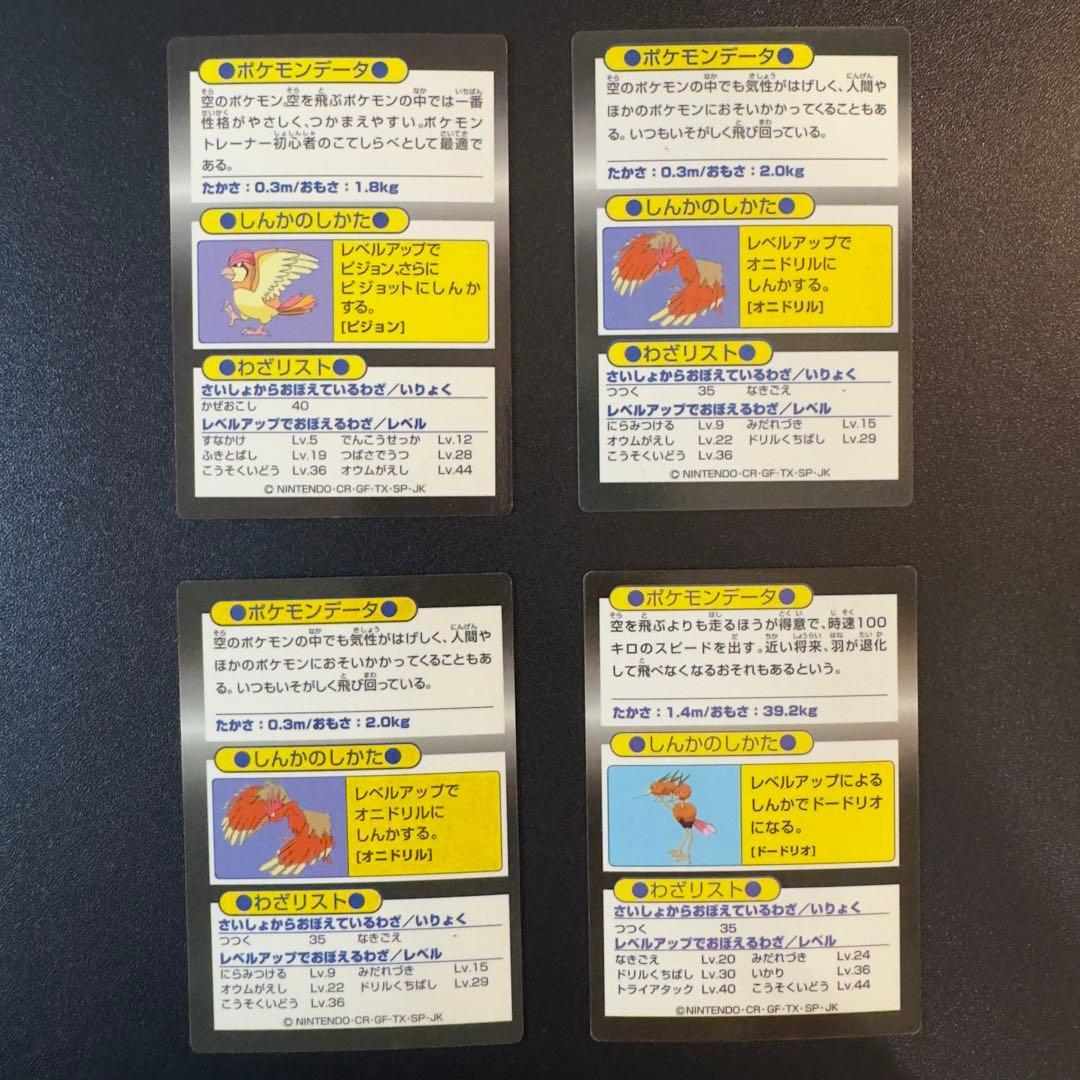 ●ポケモンデータ●
空のポケモン。空を飛ぶポケモンの中では一番
性格がやさしく、つかまえやすい。ポケモン
トレーナー初心者のこてしらべとして最適で
ある。
たかさ：0.3m/おもさ：1.8kg
●しんかのしかた●
レベルアップで
ピジョン、さらに
ピジョットにしんか
する。
[ピジョン]
●わざリスト●
さいしょからおぼえているわざ／いりょく
かぜおこし 40
レベルアップでおぼえるわざ／レベル
すなかけ Lv.5 でんこうせっか Lv.12
ふきとばし Lv.19 つばさでうつ Lv.28
こうそくいどう Lv.36 オウムがえし Lv.44
© NINTENDO・CR・GF・TX・SP・JK
●ポケモンデータ●
空のポケモンの中でも気性がはげしく、人間や
ほかのポケモンにおそいかかってくることもあ
る。いつもいそがしく飛び回っている。
たかさ：0.3m/おもさ：2.0kg
●しんかのしかた●
レベルアップで
オニドリルに
しんかする。
[オニドリル]
●わざリスト●
さいしょからおぼえているわざ／いりょく
つつく 35 なきごえ -
レベルアップでおぼえるわざ／レベル
にらみつける Lv.9 みだれづき Lv.15
オウムがえし Lv.22 ドリルくちばし Lv.29
こうそくいどう Lv.36
© NINTENDO・CR・GF・TX・SP・JK
●ポケモンデータ●
空のポケモンの中でも気性がはげしく、人間や
ほかのポケモンにおそいかかってくることもあ
る。いつもいそがしく飛び回っている。
たかさ：0.3m/おもさ：2.0kg
●しんかのしかた●
レベルアップで
オニドリルに
しんかする。
[オニドリル]
●わざリスト●
さいしょからおぼえているわざ／いりょく
つつく 35 なきごえ -
レベルアップでおぼえるわざ／レベル
にらみつける Lv.9 みだれづき Lv.15
オウムがえし Lv.22 ドリルくちばし Lv.29
こうそくいどう Lv.36
© NINTENDO・CR・GF・TX・SP・JK
●ポケモンデータ●
空を飛ぶよりも走るほうが得意で、時速100
キロのスピードを出す。近い将来、羽が退化
して飛べなくなるおそれもあるという。
たかさ：1.4m/おもさ：39.2kg
●しんかのしかた●
レベルアップによる
しんかでドードリオ
になる。
[ドードリオ]
●わざリスト●
さいしょからおぼえているわざ／いりょく
つつく 35
レベルアップでおぼえるわざ／レベル
なきごえ Lv.20 みだれづき Lv.24
ドリルくちばし Lv.30 いかり Lv.36
トライアタック Lv.40 こうそくいどう Lv.44
© NINTENDO・CR・GF・TX・SP・JK